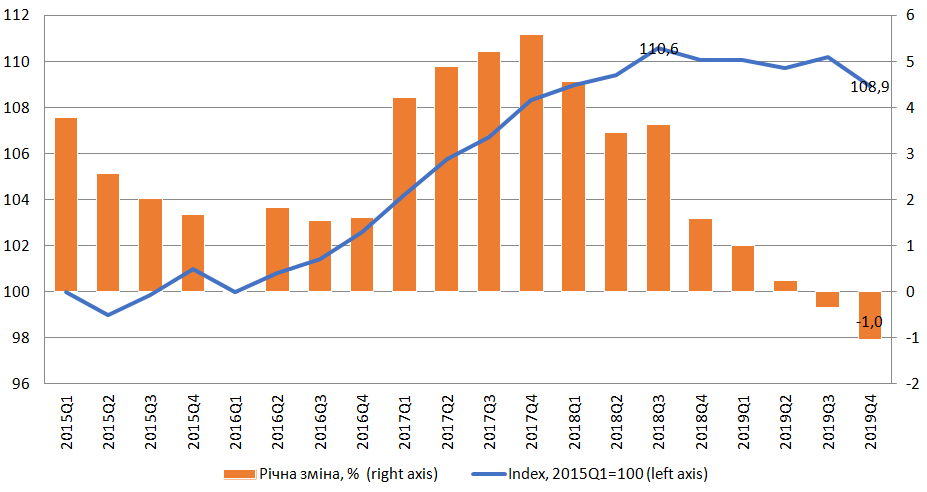 112
110
108
106
104
102
100
98
96
6
5
4
3
2
1
0
-1
-2
110,6
108,9
-1,0
2015Q1
2015Q2
2015Q3
2015Q4
2016Q1
2016Q2
2016Q3
2016Q4
2017Q1
2017Q2
2017Q3
2017Q4
2018Q1
2018Q2
2018Q3
2018Q4
2019Q1
2019Q2
2019Q3
2019Q4
Річна зміна, % (right axis)
Index, 2015Q1=100 (left axis)